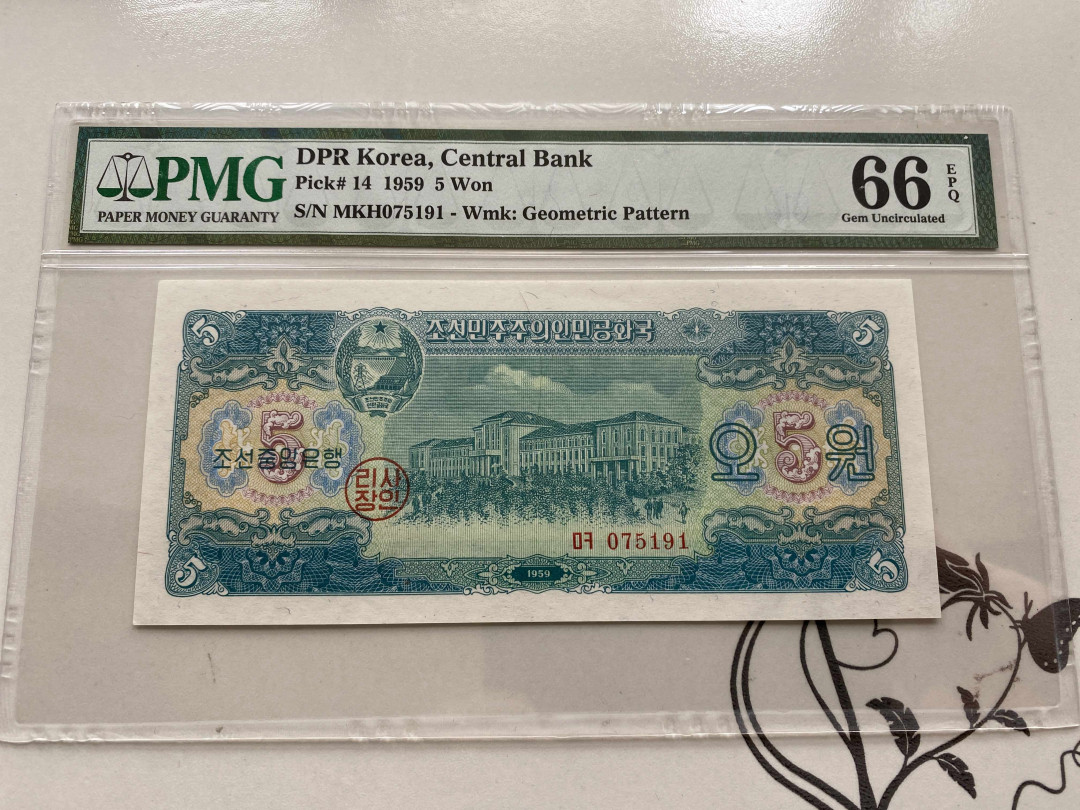 PMG
PAPER MONEY GUARANTY
DPR Korea, Central Bank
Pick# 14 1959 5 Won
S/N MKH075191 - Wmk: Geometric Pattern
66
EPQ
Gem Uncirculated
5
조선민주주의인민공화국
5
5
조선중앙은행
리사
장인
오 5 원
ㅁㅋ 075191
5
1959
5